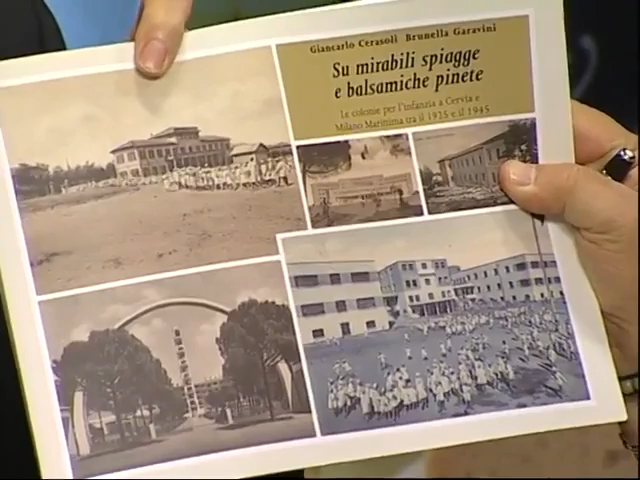 Giancarlo Cerasoli Brunella Garavini
Su mirabili spiagge
e balsamiche pinete
Le colonie per l'infanzia a Cervia e
Milano Marittima tra il 1925 e il 1945